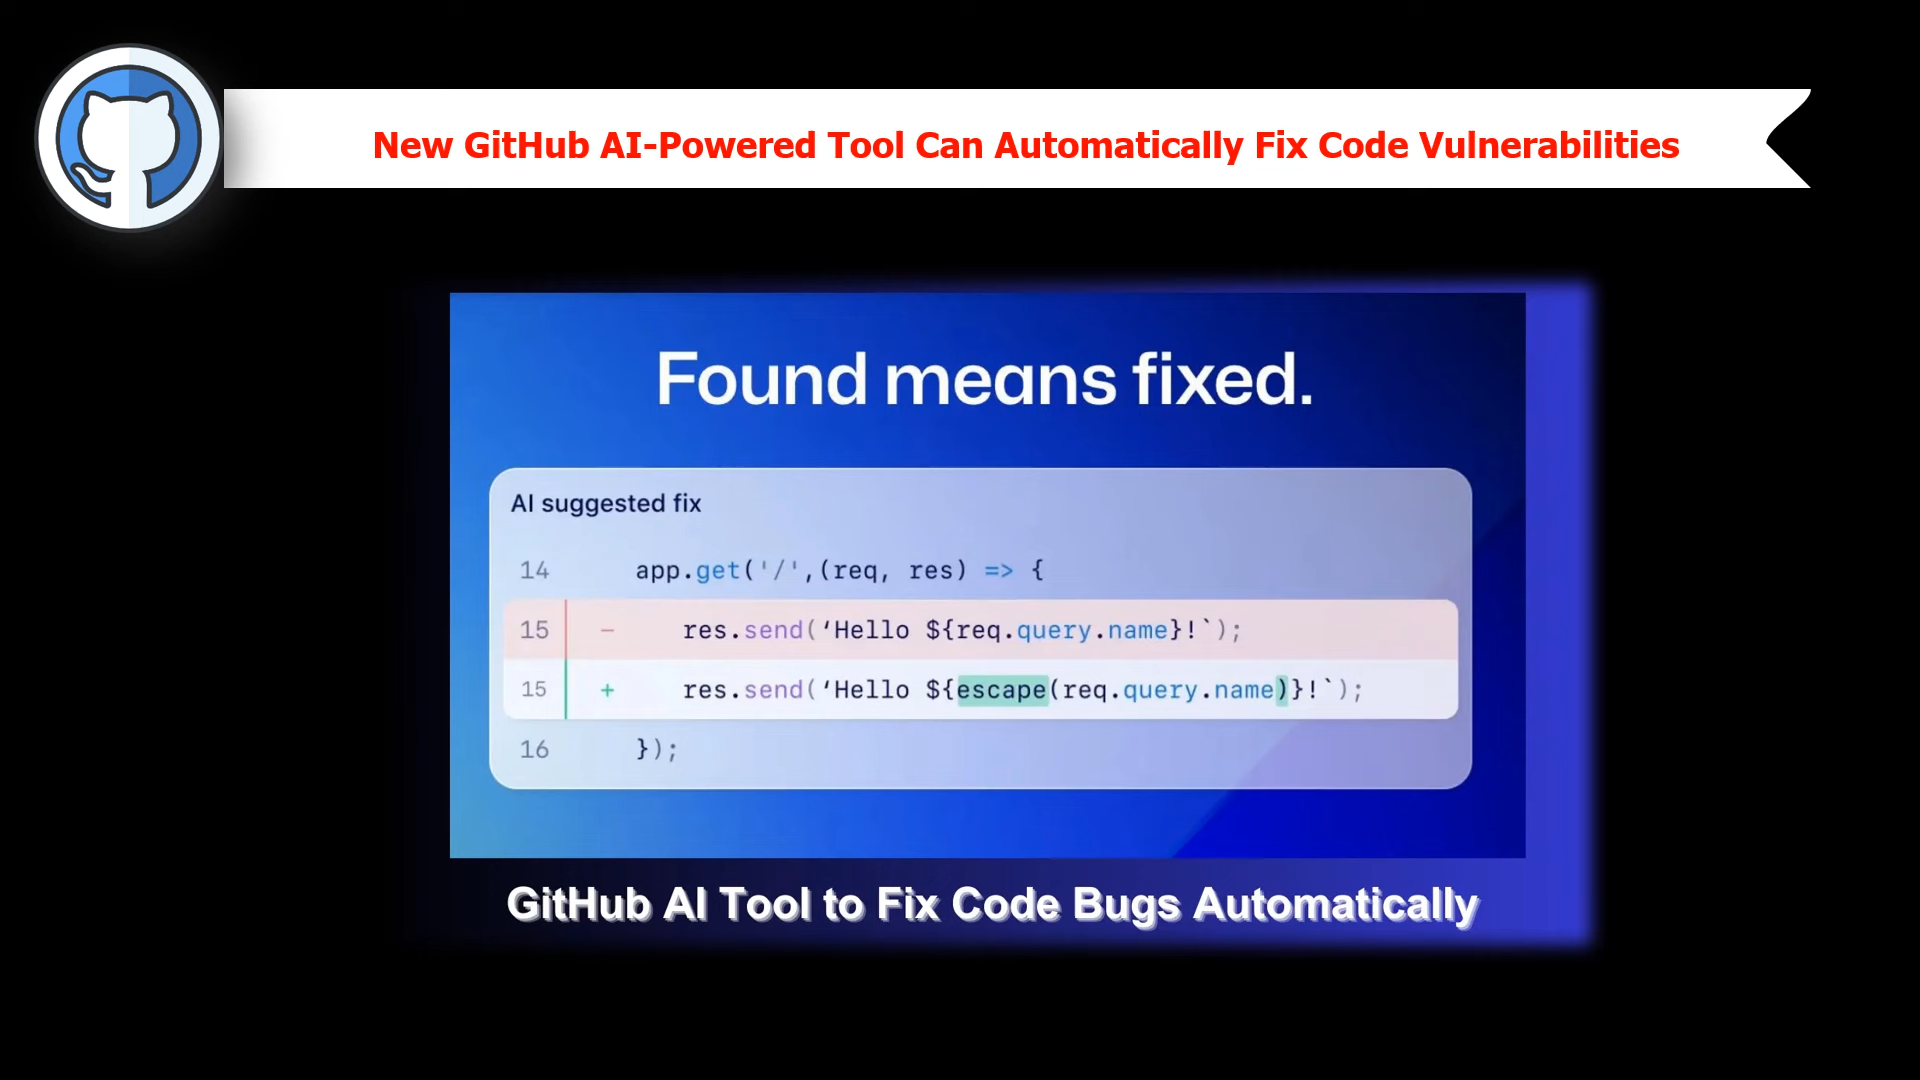 New GitHub AI-Powered Tool Can Automatically Fix Code Vulnerabilities
Found means fixed.
AI suggested fix
14 app.get('/',(req, res) => {
15 − res.send(‘Hello ${req.query.name}!`);
15 + res.send(‘Hello ${escape(req.query.name)}!`);
16 });
GitHub AI Tool to Fix Code Bugs Automatically